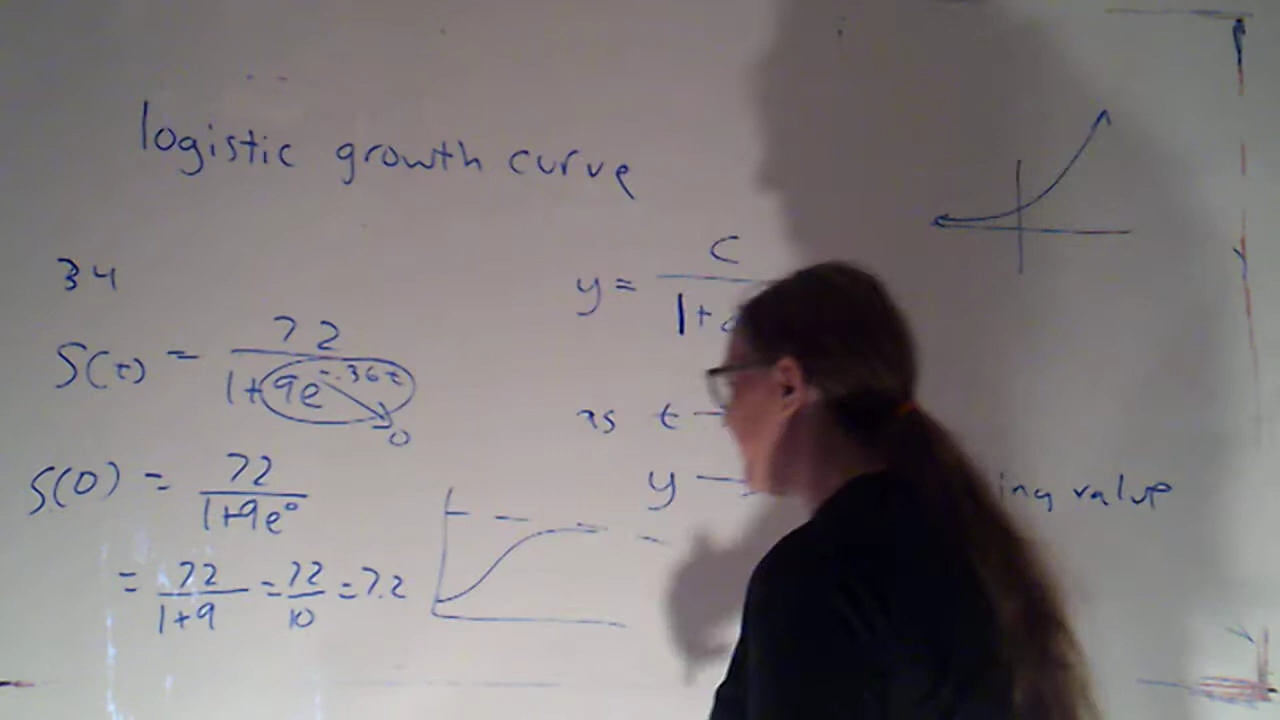 logistic growth curve
34
S(t) = 72 / 1+9e^-.36t
0
S(0) = 72 / 1+9e^0
= 72 / 1+9 = 72 / 10 = 7.2
y = C / 1+
as t →
y → ing value